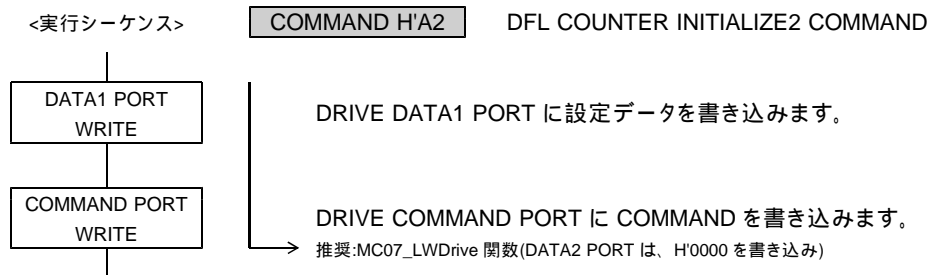 <実行シーケンス>
COMMAND H'A2
DFL COUNTER INITIALIZE2 COMMAND
DATA1 PORT
WRITE
DRIVE DATA1 PORT に設定データを書き込みます。
COMMAND PORT
WRITE
DRIVE COMMAND PORT に COMMAND を書き込みます。
推奨:MC07_LWDrive 関数(DATA2 PORT は、H'0000 を書き込み)